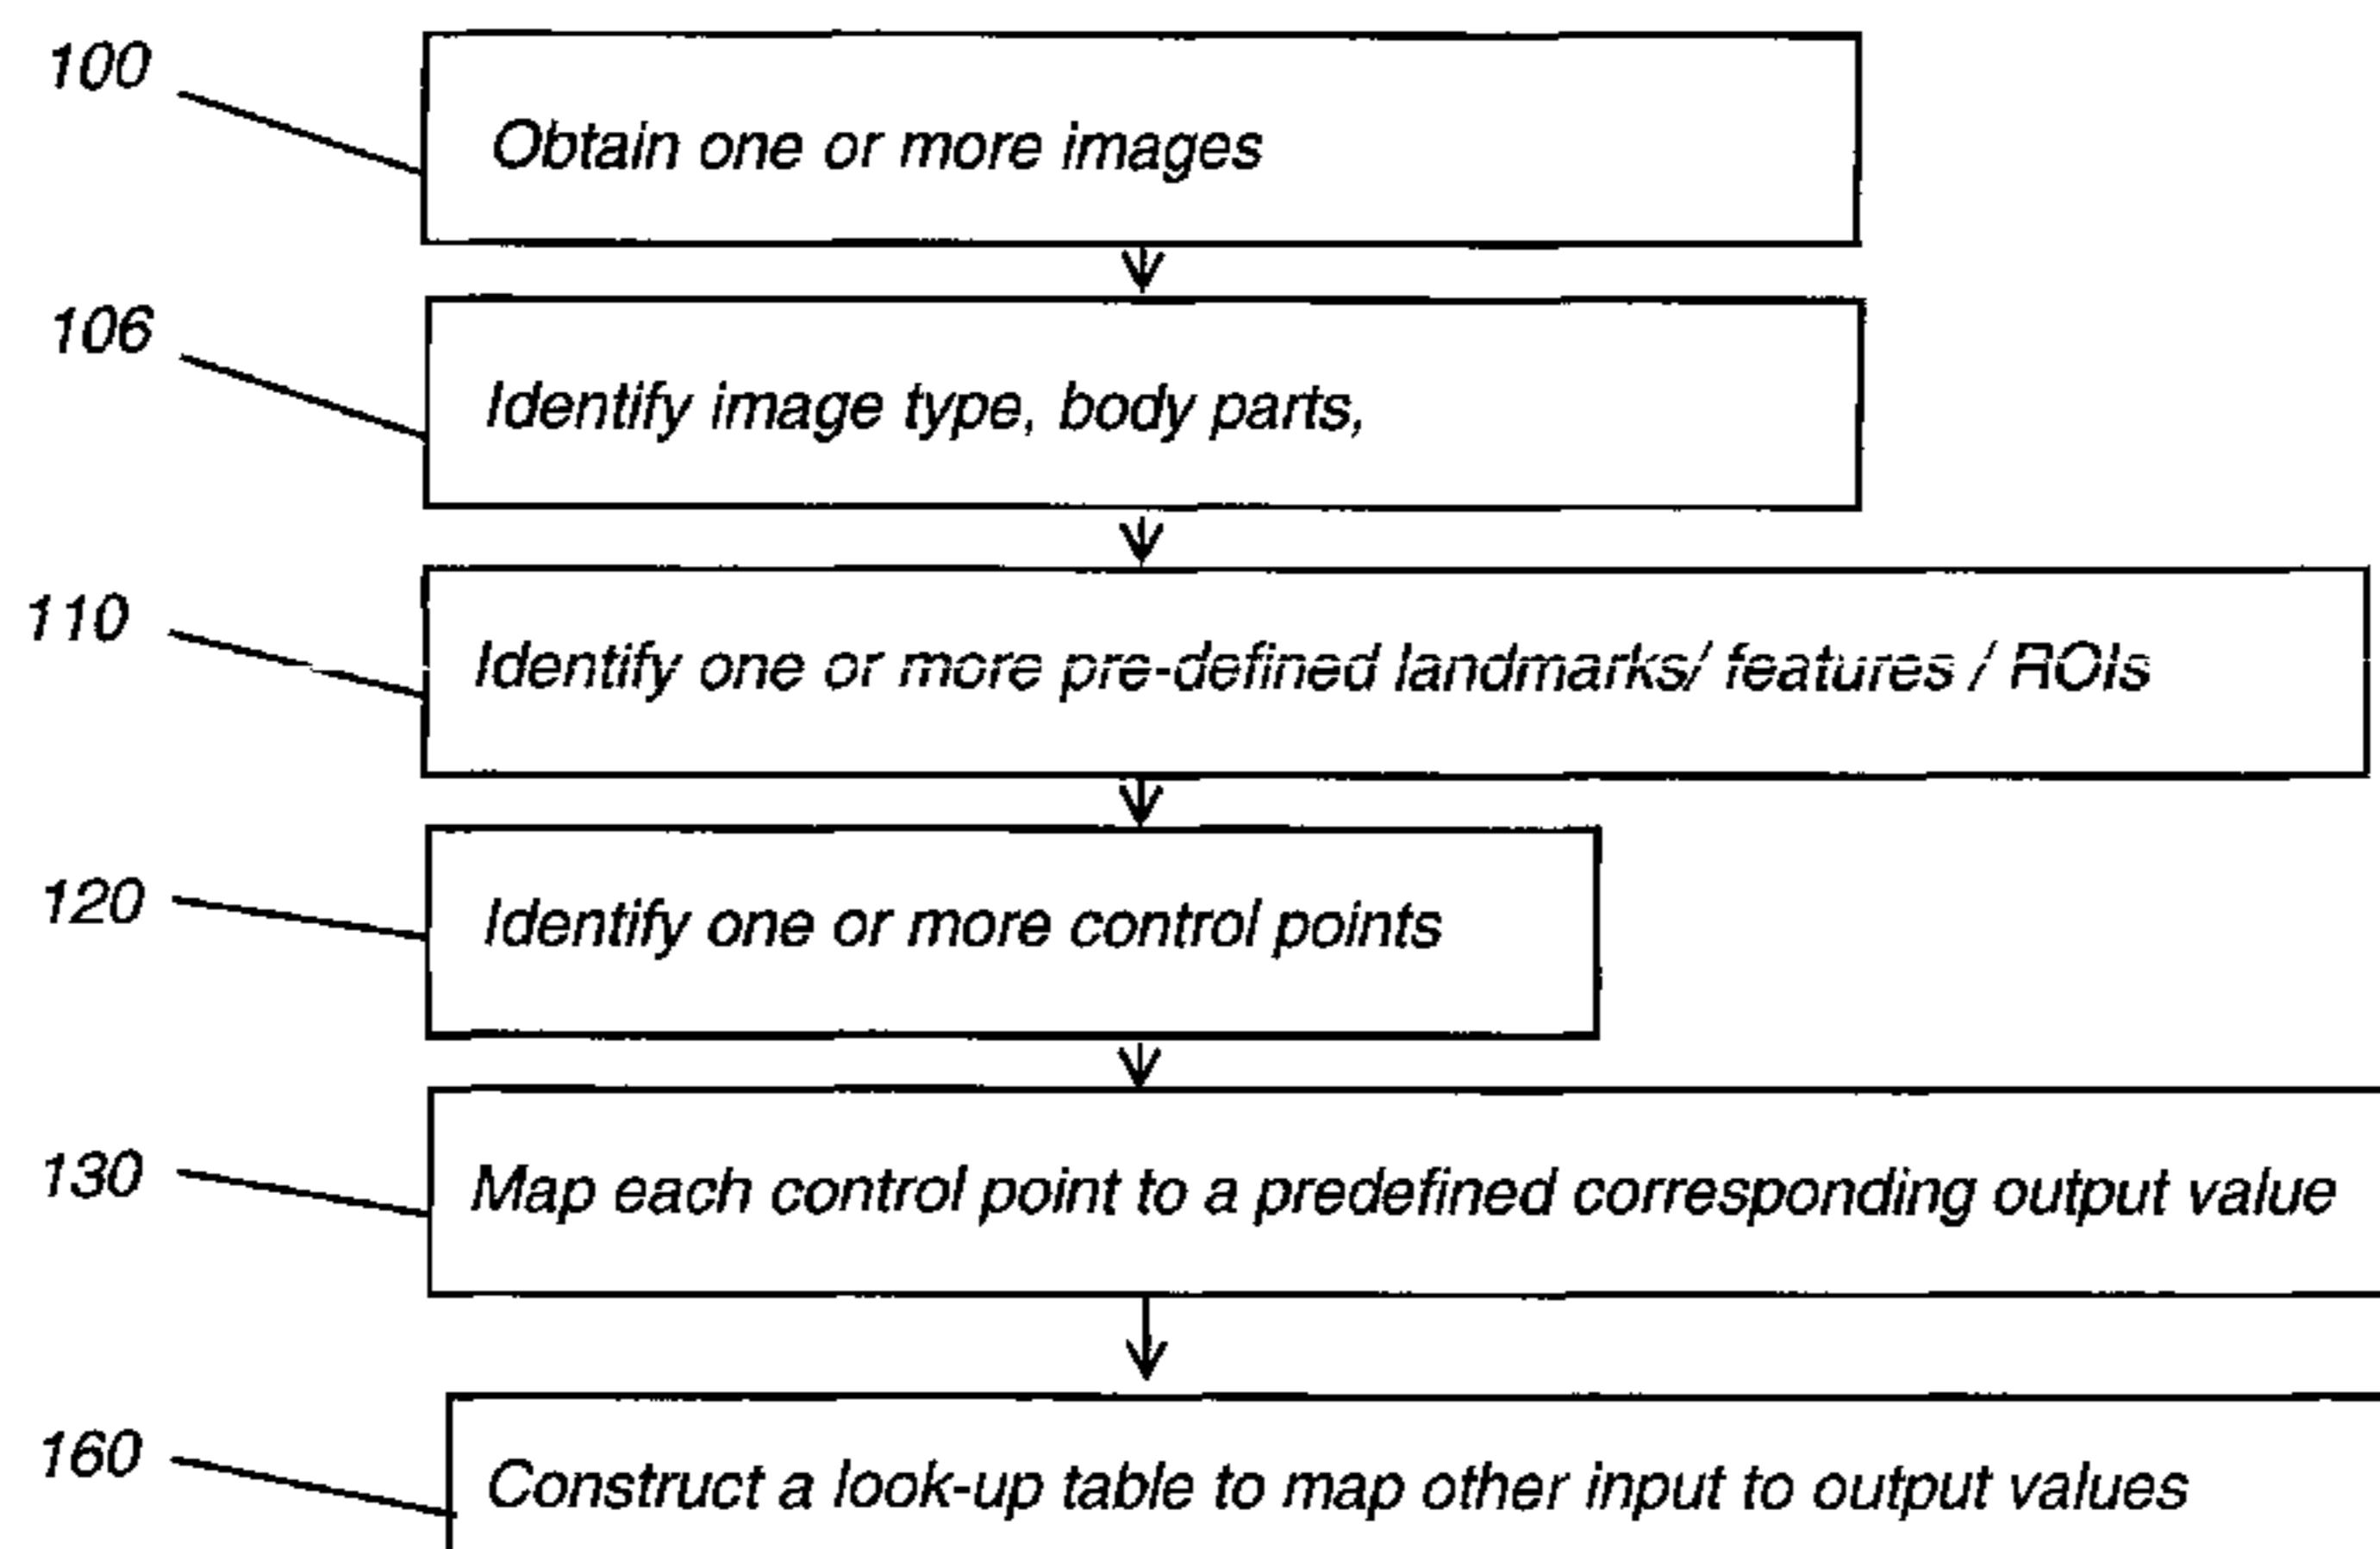 100
Obtain one or more images
106
Identify image type, body parts,
110
Identify one or more pre-defined landmarks/ features / ROIs
120
Identify one or more control points
130
Map each control point to a predefined corresponding output value
160
Construct a look-up table to map other input to output values